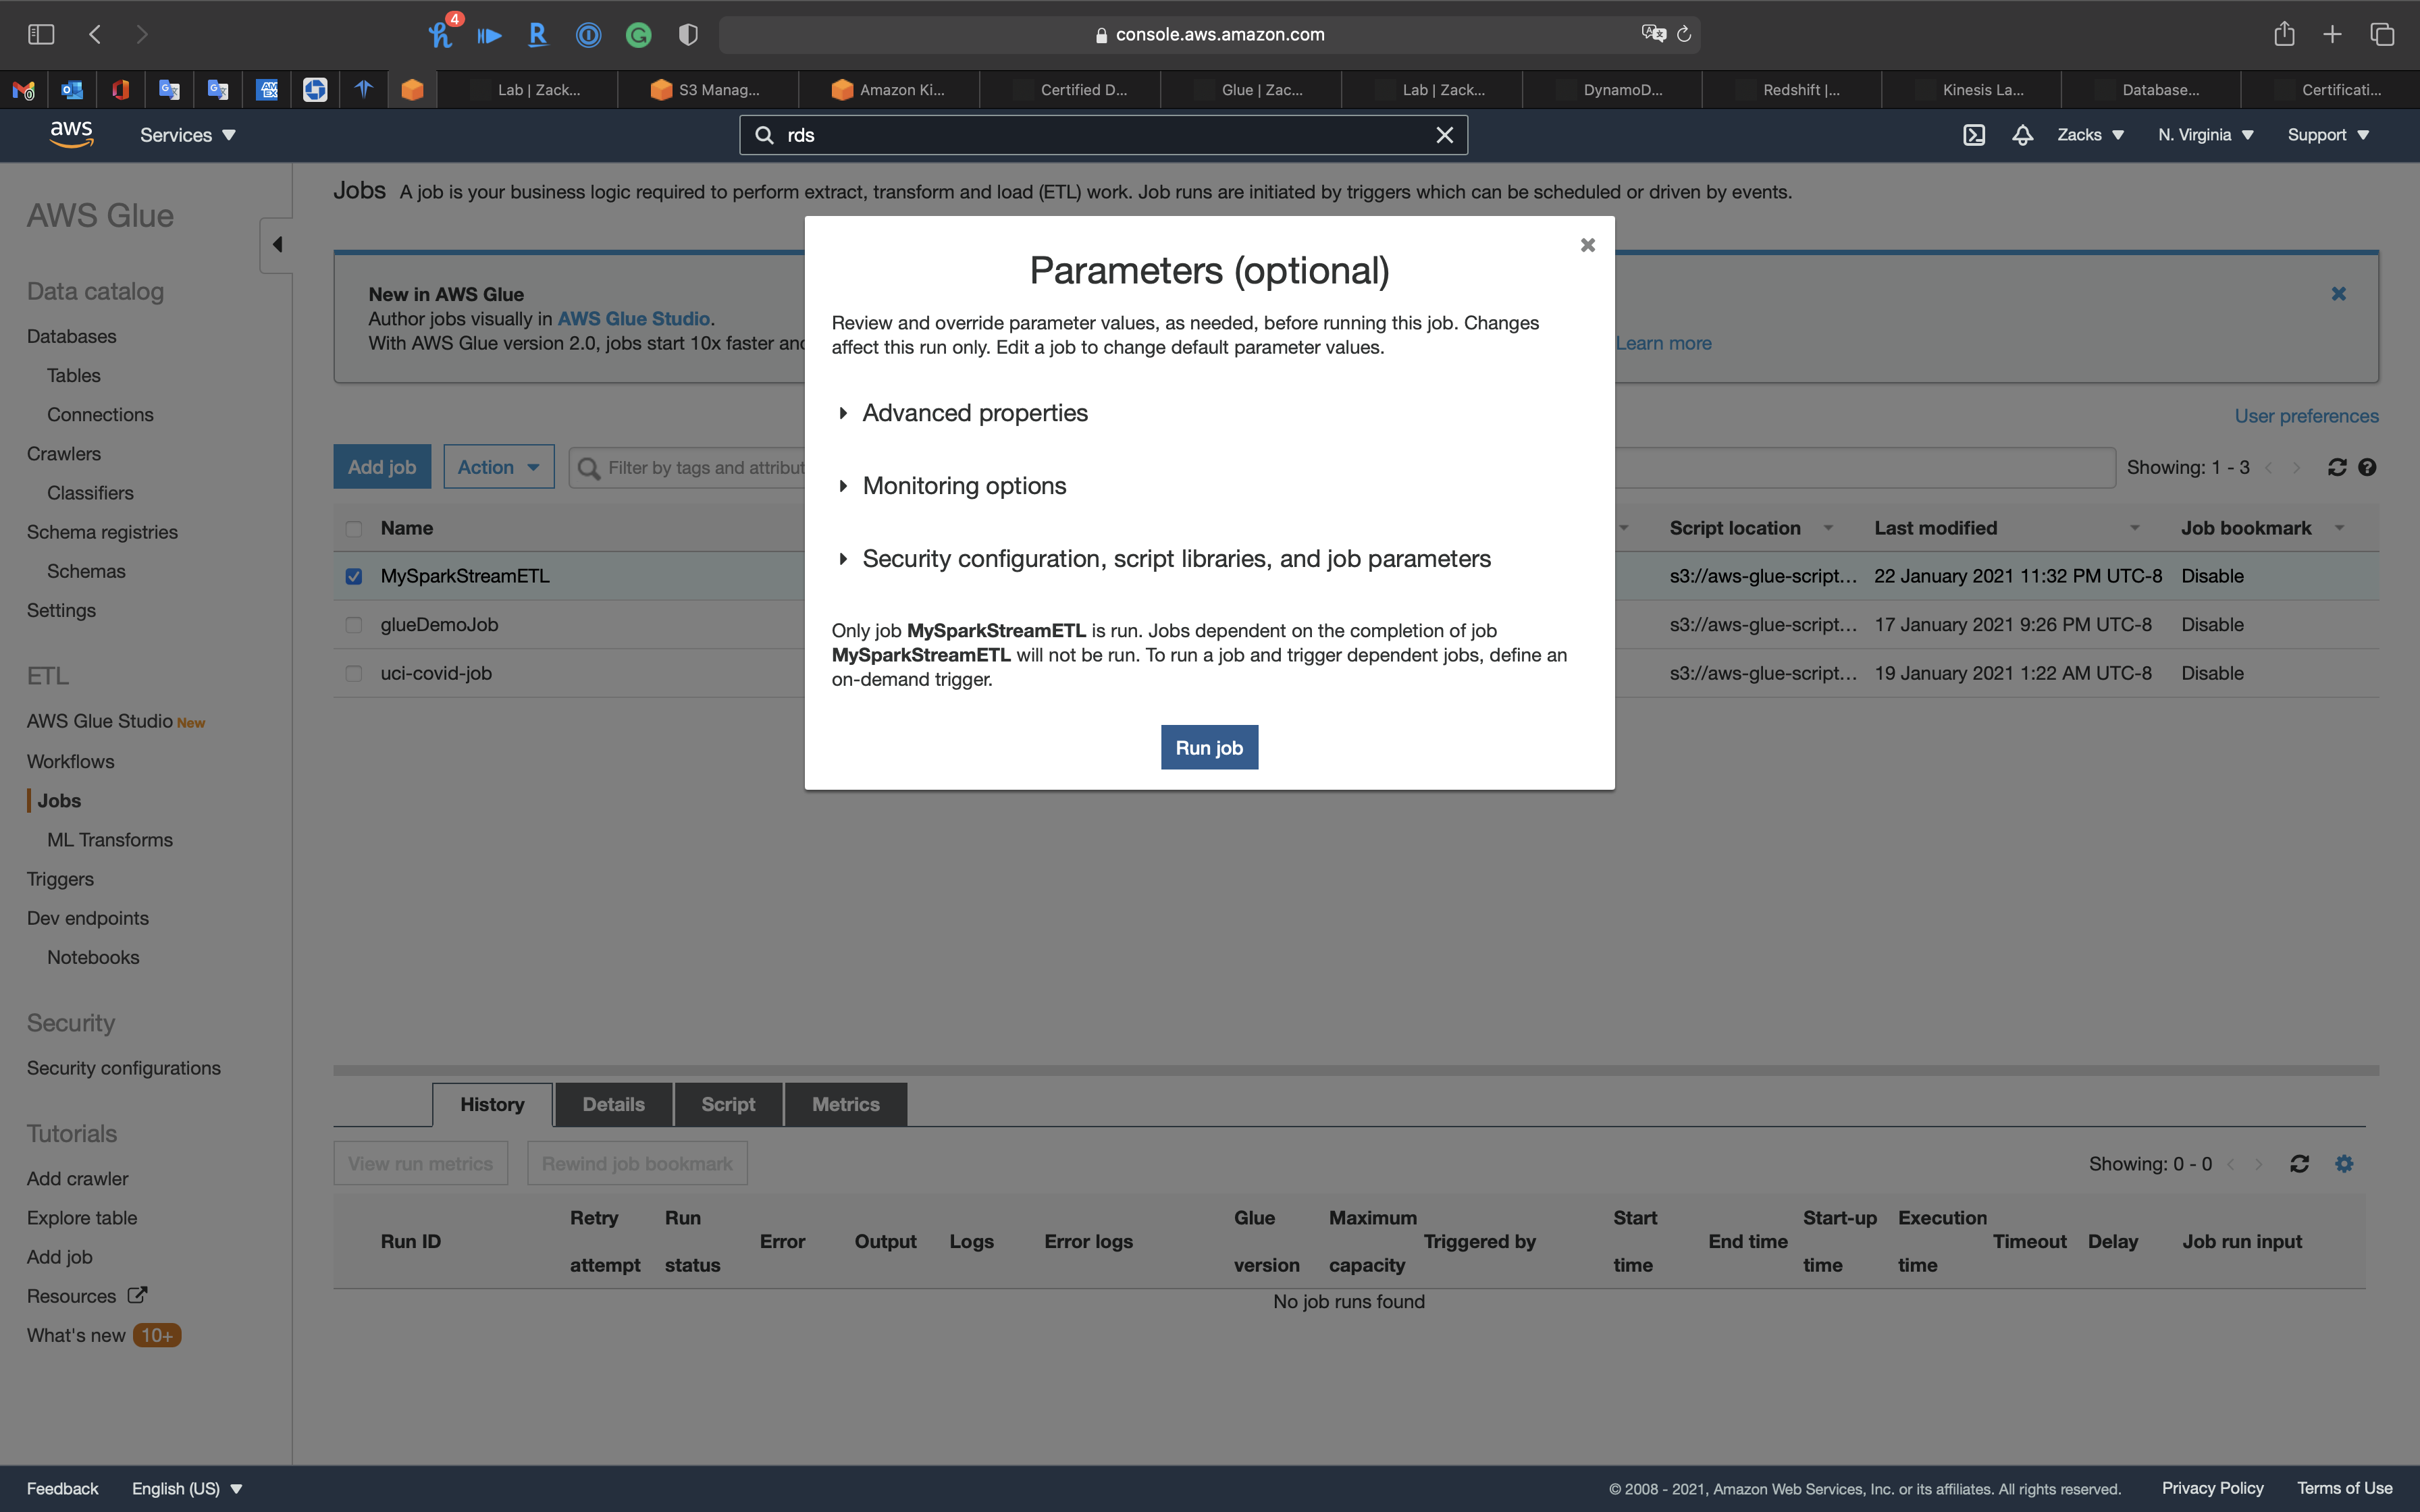 4
console.aws.amazon.com
Lab | Zack...
S3 Manag...
Amazon Ki...
Certified D...
Glue | Zac...
Lab | Zack...
DynamoD...
Redshift |...
Kinesis La...
Database...
Certificati...
aws
Services
rds
Zacks
N. Virginia
Support
AWS Glue
Data catalog
Databases
Tables
Connections
Crawlers
Classifiers
Schema registries
Schemas
Settings
ETL
AWS Glue Studio New
Workflows
Jobs
ML Transforms
Triggers
Dev endpoints
Notebooks
Security
Security configurations
Tutorials
Add crawler
Explore table
Add job
Resources
What's new 10+
Jobs A job is your business logic required to perform extract, transform and load (ETL) work. Job runs are initiated by triggers which can be scheduled or driven by events.
New in AWS Glue
Author jobs visually in AWS Glue Studio.
With AWS Glue version 2.0, jobs start 10x faster and
Learn more
User preferences
Add job
Action
Filter by tags and attribut
Showing: 1 - 3
Name
Script location
Last modified
Job bookmark
MySparkStreamETL
s3://aws-glue-script... 22 January 2021 11:32 PM UTC-8 Disable
glueDemoJob
s3://aws-glue-script... 17 January 2021 9:26 PM UTC-8 Disable
uci-covid-job
s3://aws-glue-script... 19 January 2021 1:22 AM UTC-8 Disable
Parameters (optional)
Review and override parameter values, as needed, before running this job. Changes
affect this run only. Edit a job to change default parameter values.
Advanced properties
Monitoring options
Security configuration, script libraries, and job parameters
Only job MySparkStreamETL is run. Jobs dependent on the completion of job
MySparkStreamETL will not be run. To run a job and trigger dependent jobs, define an
on-demand trigger.
Run job
History
Details
Script
Metrics
View run metrics
Rewind job bookmark
Showing: 0 - 0
Run ID
Retry attempt
Run status
Error
Output
Logs
Error logs
Glue version
Maximum capacity
Triggered by
Start time
End time
Start-up time
Execution time
Timeout
Delay
Job run input
No job runs found
Feedback
English (US)
© 2008 - 2021, Amazon Web Services, Inc. or its affiliates. All rights reserved.
Privacy Policy
Terms of Use